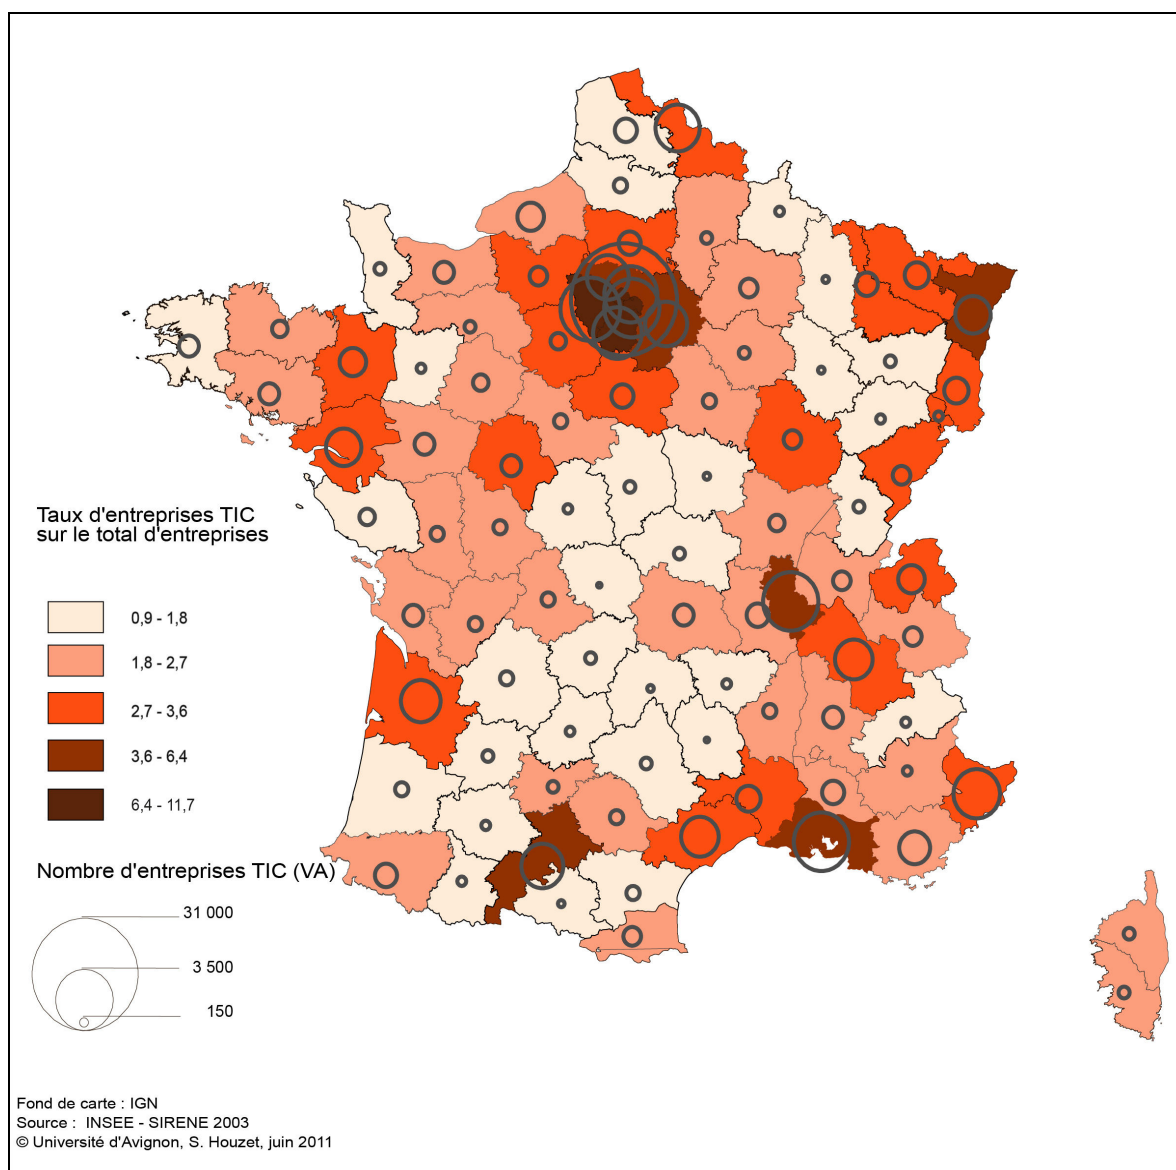 Taux d'entreprises TIC
sur le total d'entreprises
0,9 - 1,8
1,8 - 2,7
2,7 - 3,6
3,6 - 6,4
6,4 - 11,7
Nombre d'entreprises TIC (VA)
31 000
3 500
150
Fond de carte : IGN
Source : INSEE - SIRENE 2003
© Université d'Avignon, S. Houzet, juin 2011